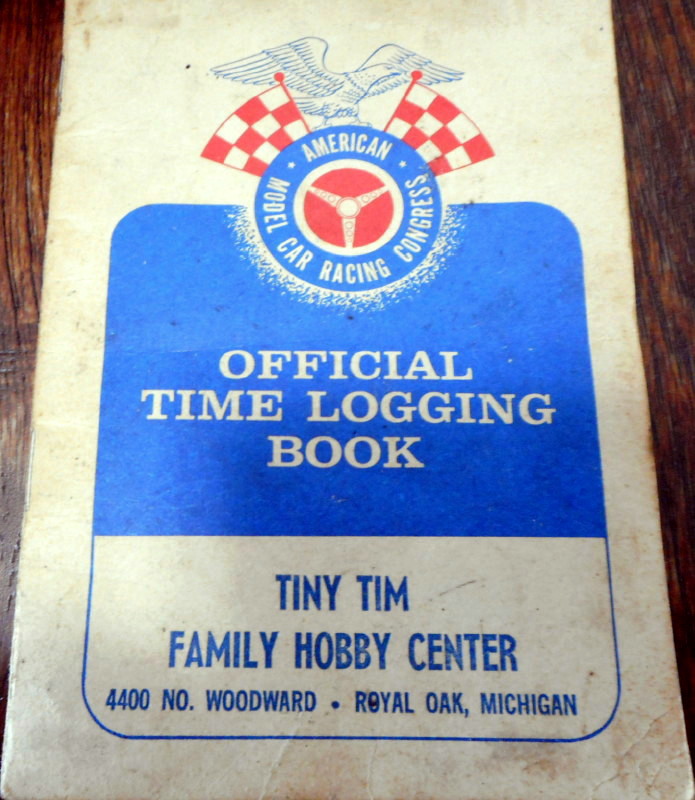 AMERICAN
MODEL CAR RACING CONGRESS
OFFICIAL
TIME LOGGING
BOOK
TINY TIM
FAMILY HOBBY CENTER
4400 NO. WOODWARD • ROYAL OAK, MICHIGAN